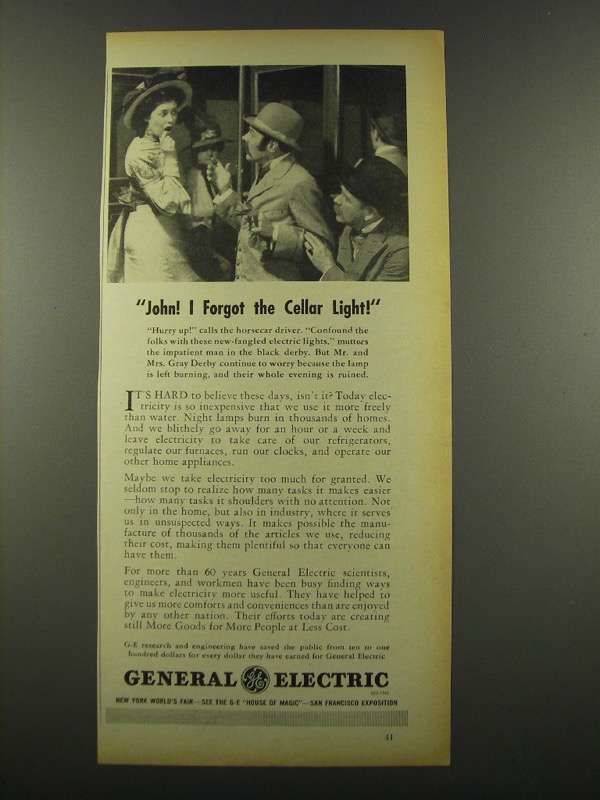 "John! I Forgot the Cellar Light!"
"Hurry up!" calls the horsecar driver. "Confound the
folks with these new-fangled electric lights," mutters
the impatient man in the black derby. But Mr. and
Mrs. Gray Derby continue to worry because the lamp
is left burning, and their whole evening is ruined.
IT'S HARD to believe these days, isn't it? Today elec-
tricity is so inexpensive that we use it more freely
than water. Night lamps burn in thousands of homes.
And we blithely go away for an hour or a week and
leave electricity to take care of our refrigerators,
regulate our furnaces, run our clocks, and operate our
other home appliances.
Maybe we take electricity too much for granted. We
seldom stop to realize how many tasks it makes easier
—how many tasks it shoulders with no attention. Not
only in the home, but also in industry, where it serves
us in unsuspected ways. It makes possible the manu-
facture of thousands of the articles we use, reducing
their cost, making them plentiful so that everyone can
have them.
For more than 60 years General Electric scientists,
engineers, and workmen have been busy finding ways
to make electricity more useful. They have helped to
give us more comforts and conveniences than are enjoyed
by any other nation. Their efforts today are creating
still More Goods for More People at Less Cost.
G-E research and engineering have saved the public from ten to one
hundred dollars for every dollar they have earned for General Electric
GENERAL GE ELECTRIC
NEW YORK WORLD'S FAIR—SEE THE G-E "HOUSE OF MAGIC"—SAN FRANCISCO EXPOSITION
41